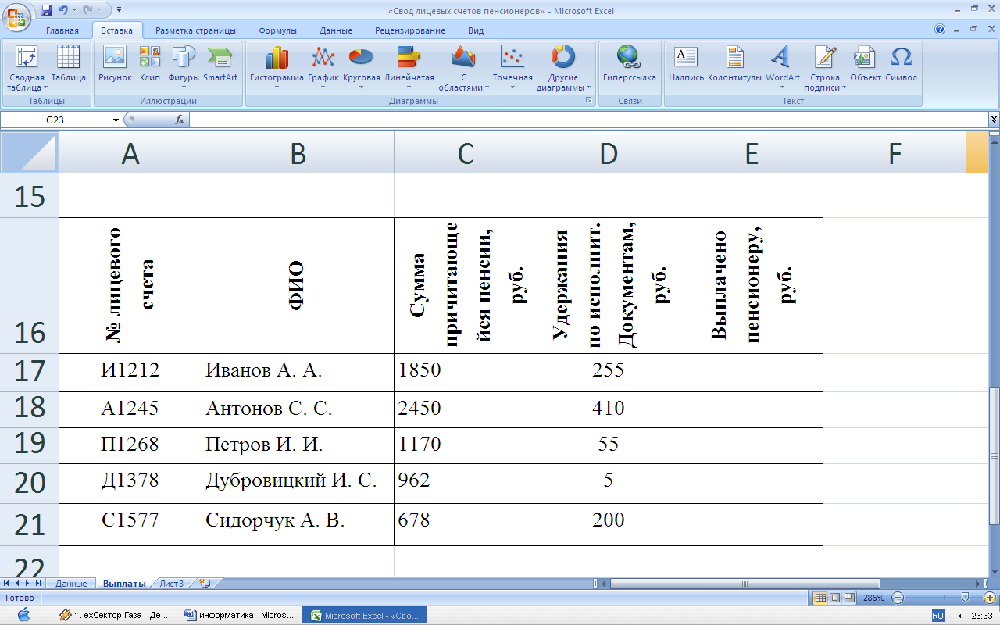 «Свод лицевых счетов пенсионеров» - Microsoft Excel
Главная Вставка Разметка страницы Формулы Данные Рецензирование Вид
Сводная таблица Таблица Рисунок Клип Фигуры SmartArt Гистограмма График Круговая Линейчатая С областями Точечная Другие диаграммы Гиперссылка Надпись Колонтитулы WordArt Строка подписи Объект Символ
Таблицы Иллюстрации Диаграммы Связи Текст
G23 fx
A B C D E F
15
16
№ лицевого
счета
ФИО
Сумма
причитающе
йся пенсии,
руб.
Удержания
по исполнит.
Документам,
руб.
Выплачено
пенсионеру,
руб.
17 И1212 Иванов А. А. 1850 255
18 А1245 Антонов С. С. 2450 410
19 П1268 Петров И. И. 1170 55
20 Д1378 Дубровицкий И. С. 962 5
21 С1577 Сидорчук А. В. 678 200
22
Данные Выплаты Лист3
Готово 286%
1. exСектор Газа - Де... информатика - Micros... Microsoft Excel - «Сво... RU 23:33